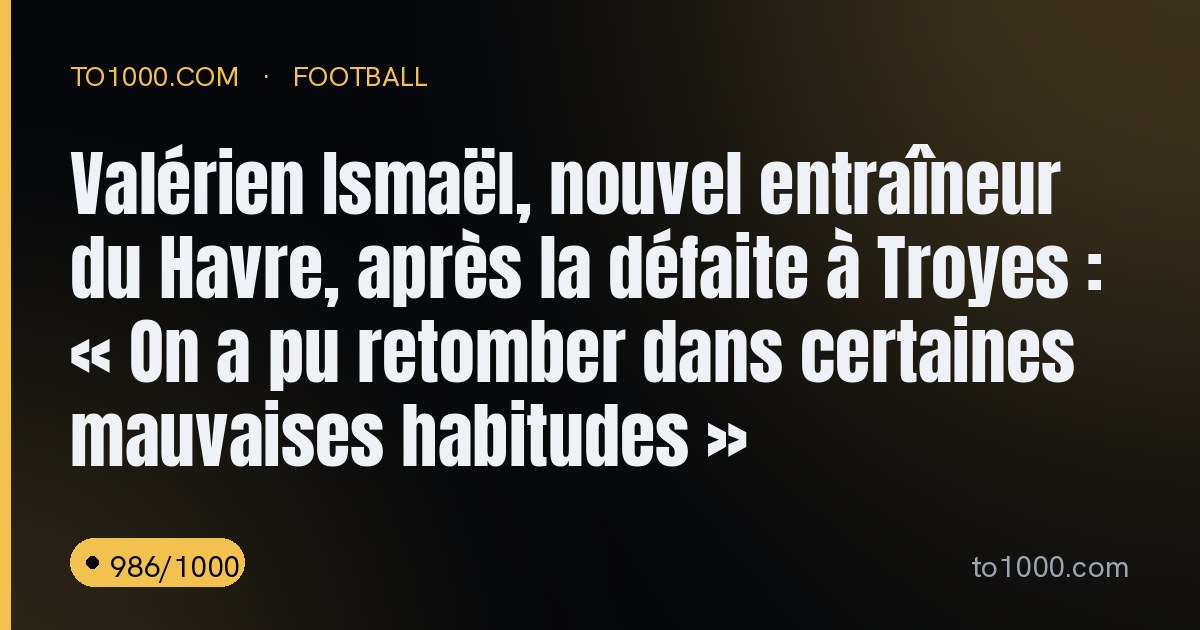 TO1000.COM · FOOTBALL
Valérien Ismaël, nouvel entraîneur
du Havre, après la défaite à Troyes :
« On a pu retomber dans certaines
mauvaises habitudes »
986/1000
to1000.com